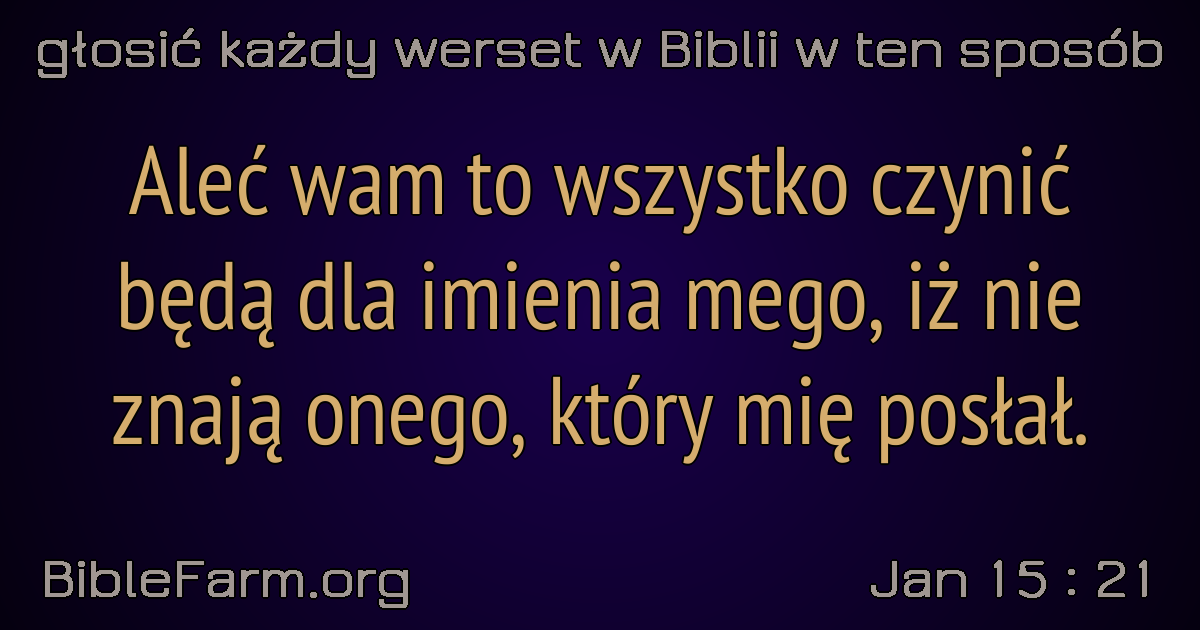 głosić każdy werset w Biblii w ten sposób
Aleć wam to wszystko czynić
będą dla imienia mego, iż nie
znają onego, który mię posłał.
BibleFarm.org
Jan 15 : 21